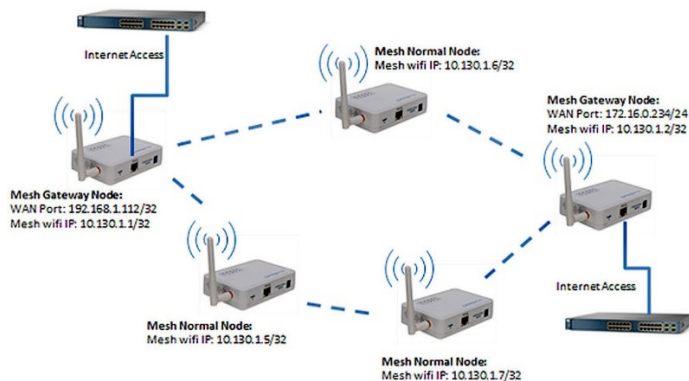 Internet Access
Mesh Normal Node:
Mesh wifi IP: 10.130.1.6/32
Mesh Gateway Node:
WAN Port: 172.16.0.234/24
Mesh wifi IP: 10.130.1.2/32
Mesh Gateway Node:
WAN Port: 192.168.1.112/32
Mesh wifi IP: 10.130.1.1/32
Internet Access
Mesh Normal Node:
Mesh wifi IP: 10.130.1.5/32
Mesh Normal Node:
Mesh wifi IP: 10.130.1.7/32